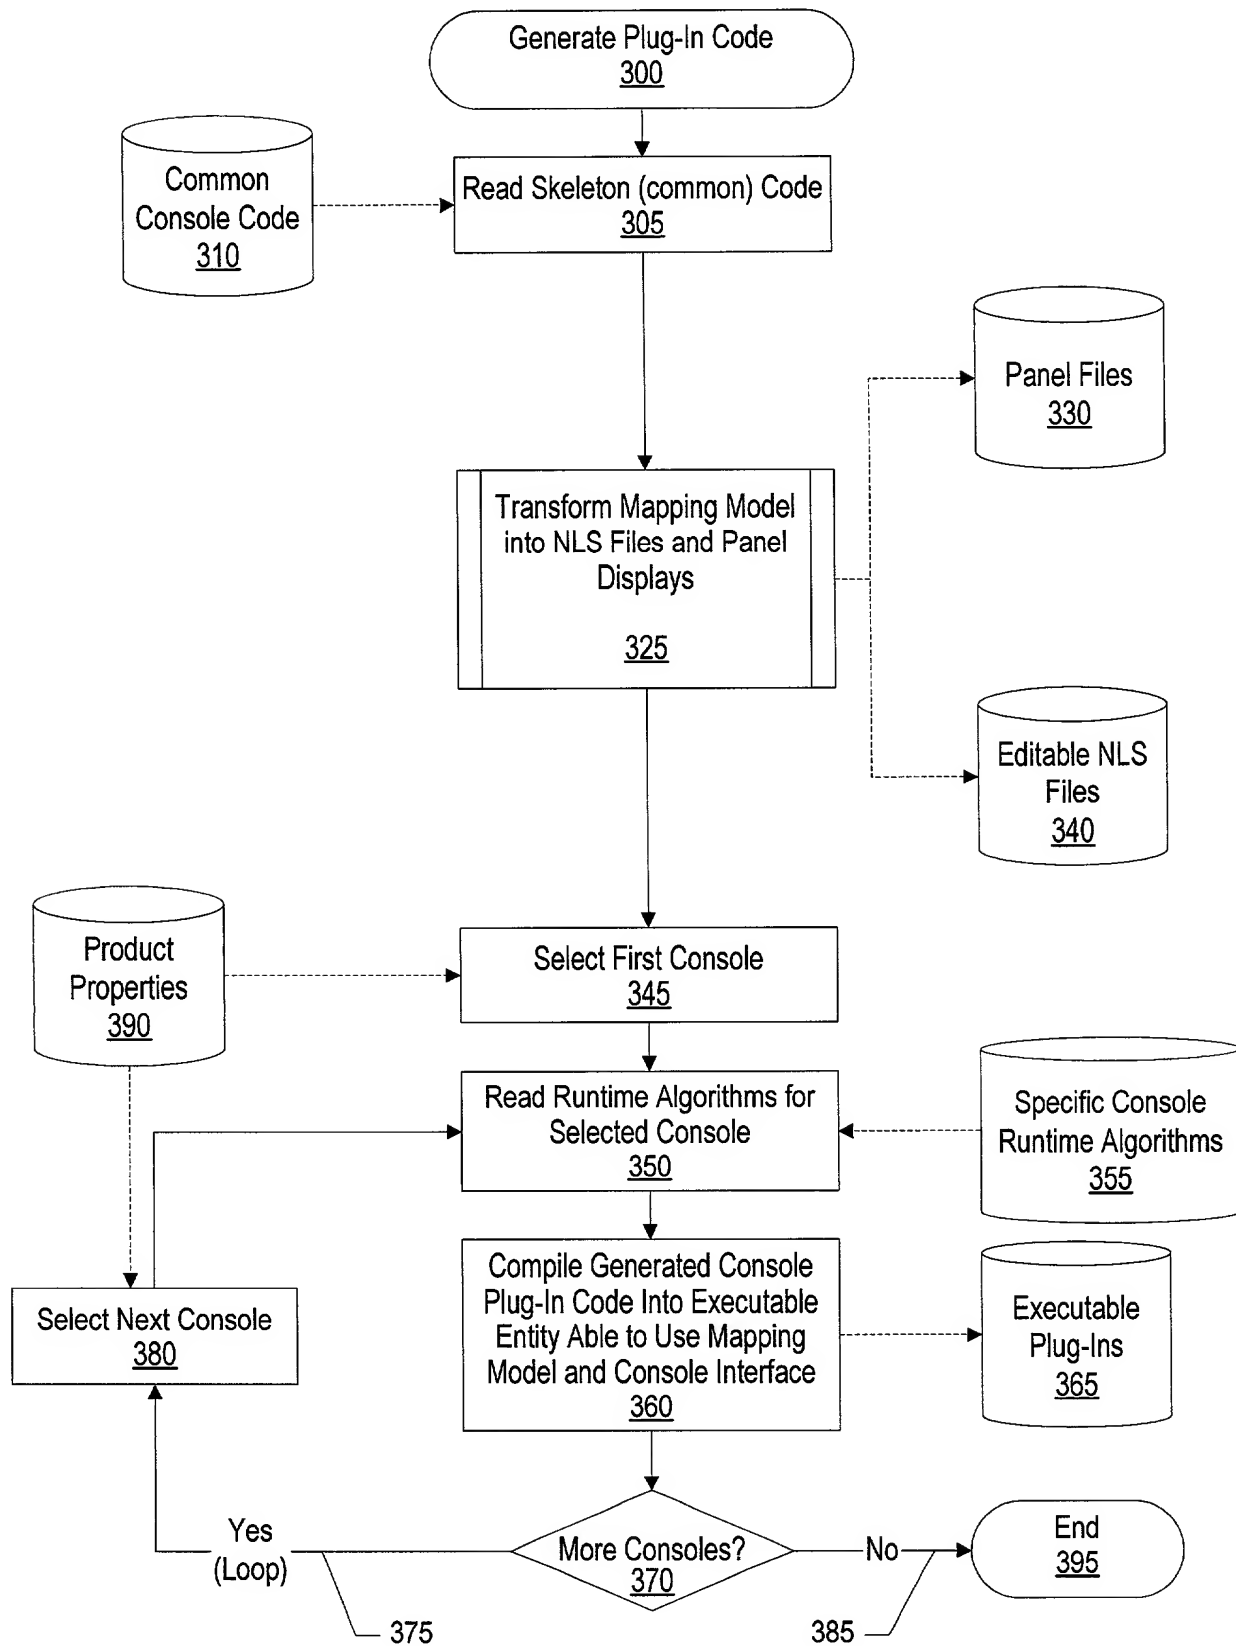 Generate Plug-In Code
300
Common
Console Code
310
Read Skeleton (common) Code
305
Panel Files
330
Transform Mapping Model
into NLS Files and Panel
Displays
325
Editable NLS
Files
340
Product
Properties
390
Select First Console
345
Read Runtime Algorithms for
Selected Console
350
Specific Console
Runtime Algorithms
355
Compile Generated Console
Plug-In Code Into Executable
Entity Able to Use Mapping
Model and Console Interface
360
Executable
Plug-Ins
365
Select Next Console
380
Yes
(Loop)
More Consoles?
370
No
End
395
375
385